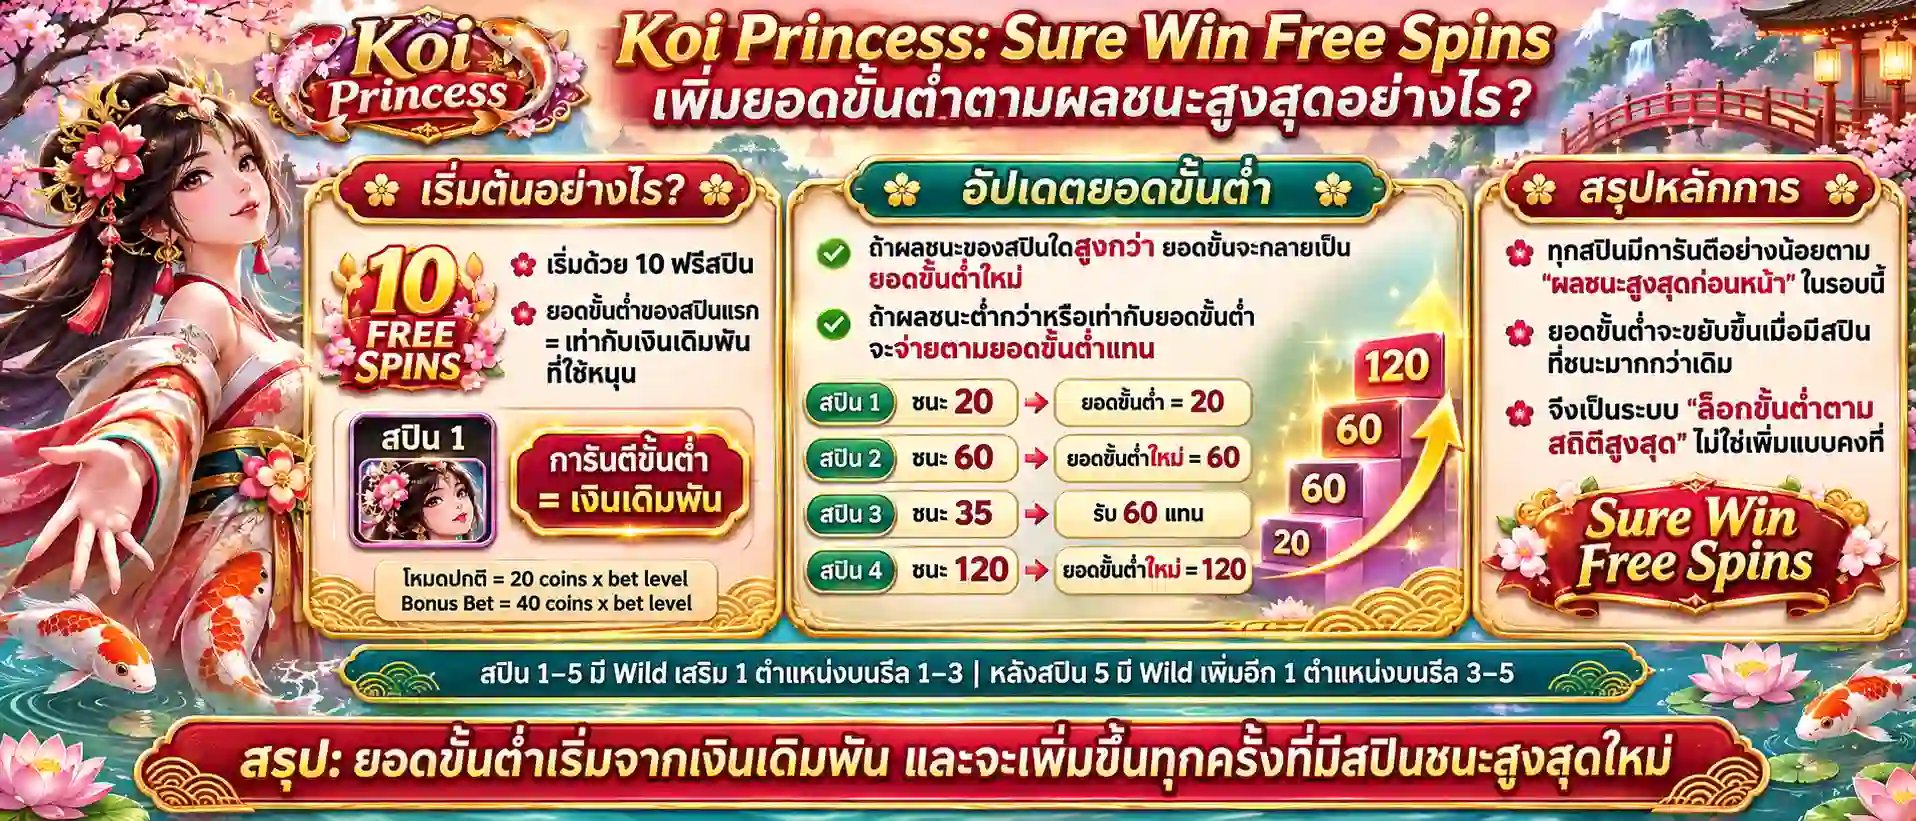 Koi
Princess
Koi Princess: Sure Win Free Spins
เพิ่มยอดขั้นต่ำตามผลชนะสูงสุดอย่างไร?
เริ่มต้นอย่างไร?
10
FREE
SPINS
เริ่มด้วย 10 ฟรีสปิน
ยอดขั้นต่ำของสปินแรก
= เท่ากับเงินเดิมพัน
ที่ใช้หมุน
สปิน 1
การันตีขั้นต่ำ
= เงินเดิมพัน
โหมดปกติ = 20 coins x bet level
Bonus Bet = 40 coins x bet level
อัปเดตยอดขั้นต่ำ
ถ้าผลชนะของสปินใดสูงกว่า ยอดขั้นจะกลายเป็น
ยอดขั้นต่ำใหม่
ถ้าผลชนะต่ำกว่าหรือเท่ากับยอดขั้นต่ำ
จะจ่ายตามยอดขั้นต่ำแทน
สปิน 1 ชนะ 20 ยอดขั้นต่ำ = 20
สปิน 2 ชนะ 60 ยอดขั้นต่ำใหม่ = 60
สปิน 3 ชนะ 35 รับ 60 แทน
สปิน 4 ชนะ 120 ยอดขั้นต่ำใหม่ = 120
20
60
60
120
สรุปหลักการ
ทุกสปินมีการันตีอย่างน้อยตาม
“ผลชนะสูงสุดก่อนหน้า” ในรอบนี้
ยอดขั้นต่ำจะขยับขึ้นเมื่อมีสปิน
ที่ชนะมากกว่าเดิม
จึงเป็นระบบ “ล็อกขั้นต่ำตาม
สถิติสูงสุด” ไม่ใช่เพิ่มแบบคงที่
Sure Win
Free Spins
สปิน 1–5 มี Wild เสริม 1 ตำแหน่งบนรีล 1–3 | หลังสปิน 5 มี Wild เพิ่มอีก 1 ตำแหน่งบนรีล 3–5
สรุป: ยอดขั้นต่ำเริ่มจากเงินเดิมพัน และจะเพิ่มขึ้นทุกครั้งที่มีสปินชนะสูงสุดใหม่